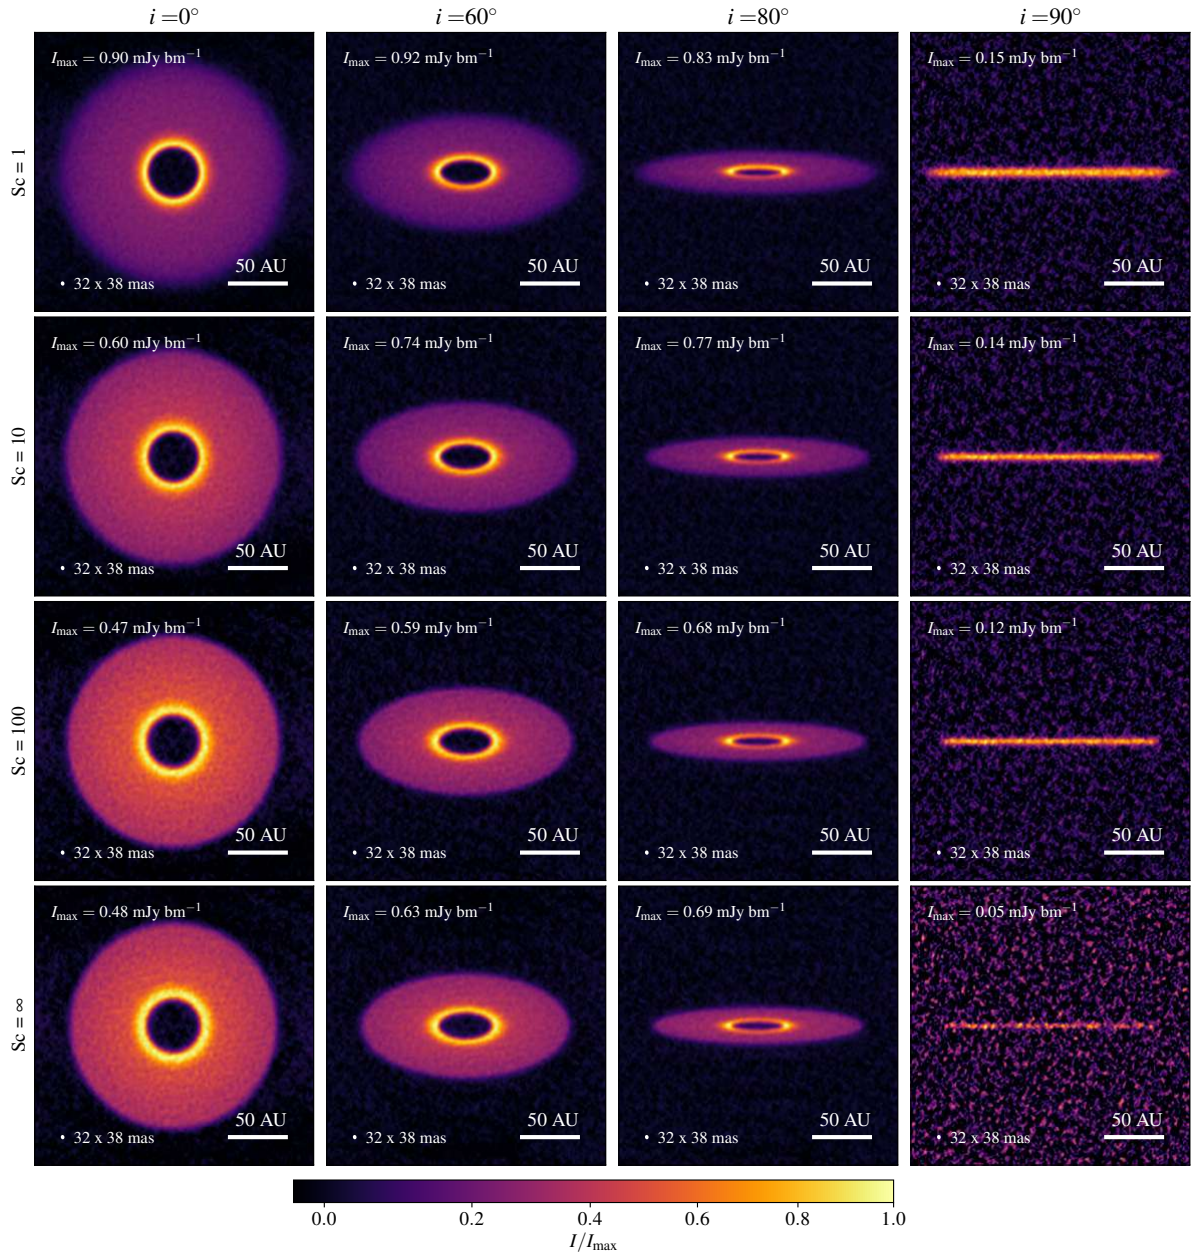 i =0° i =60° i =80° i =90°
Sc = 1
I_max = 0.90 mJy bm⁻¹ I_max = 0.92 mJy bm⁻¹ I_max = 0.83 mJy bm⁻¹ I_max = 0.15 mJy bm⁻¹
50 AU 50 AU 50 AU 50 AU
32 x 38 mas 32 x 38 mas 32 x 38 mas 32 x 38 mas
Sc = 10
I_max = 0.60 mJy bm⁻¹ I_max = 0.74 mJy bm⁻¹ I_max = 0.77 mJy bm⁻¹ I_max = 0.14 mJy bm⁻¹
50 AU 50 AU 50 AU 50 AU
32 x 38 mas 32 x 38 mas 32 x 38 mas 32 x 38 mas
Sc = 100
I_max = 0.47 mJy bm⁻¹ I_max = 0.59 mJy bm⁻¹ I_max = 0.68 mJy bm⁻¹ I_max = 0.12 mJy bm⁻¹
50 AU 50 AU 50 AU 50 AU
32 x 38 mas 32 x 38 mas 32 x 38 mas 32 x 38 mas
Sc = ∞
I_max = 0.48 mJy bm⁻¹ I_max = 0.63 mJy bm⁻¹ I_max = 0.69 mJy bm⁻¹ I_max = 0.05 mJy bm⁻¹
50 AU 50 AU 50 AU 50 AU
32 x 38 mas 32 x 38 mas 32 x 38 mas 32 x 38 mas
0.0 0.2 0.4 0.6 0.8 1.0
I/I_max